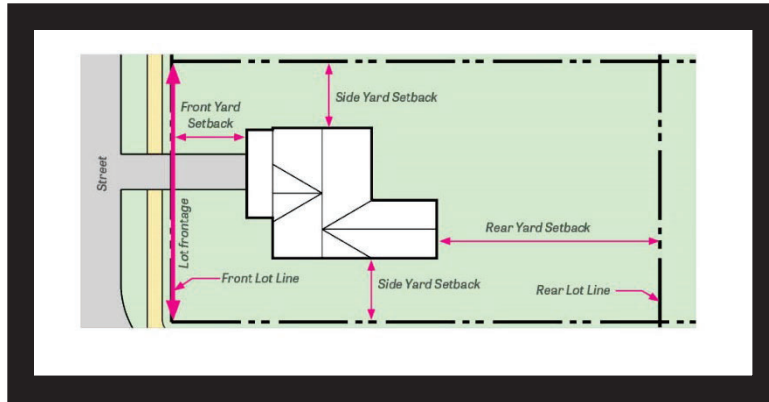 Side Yard Setback
Front Yard
Setback
Street
Lot frontage
Rear Yard Setback
Front Lot Line
Side Yard Setback
Rear Lot Line